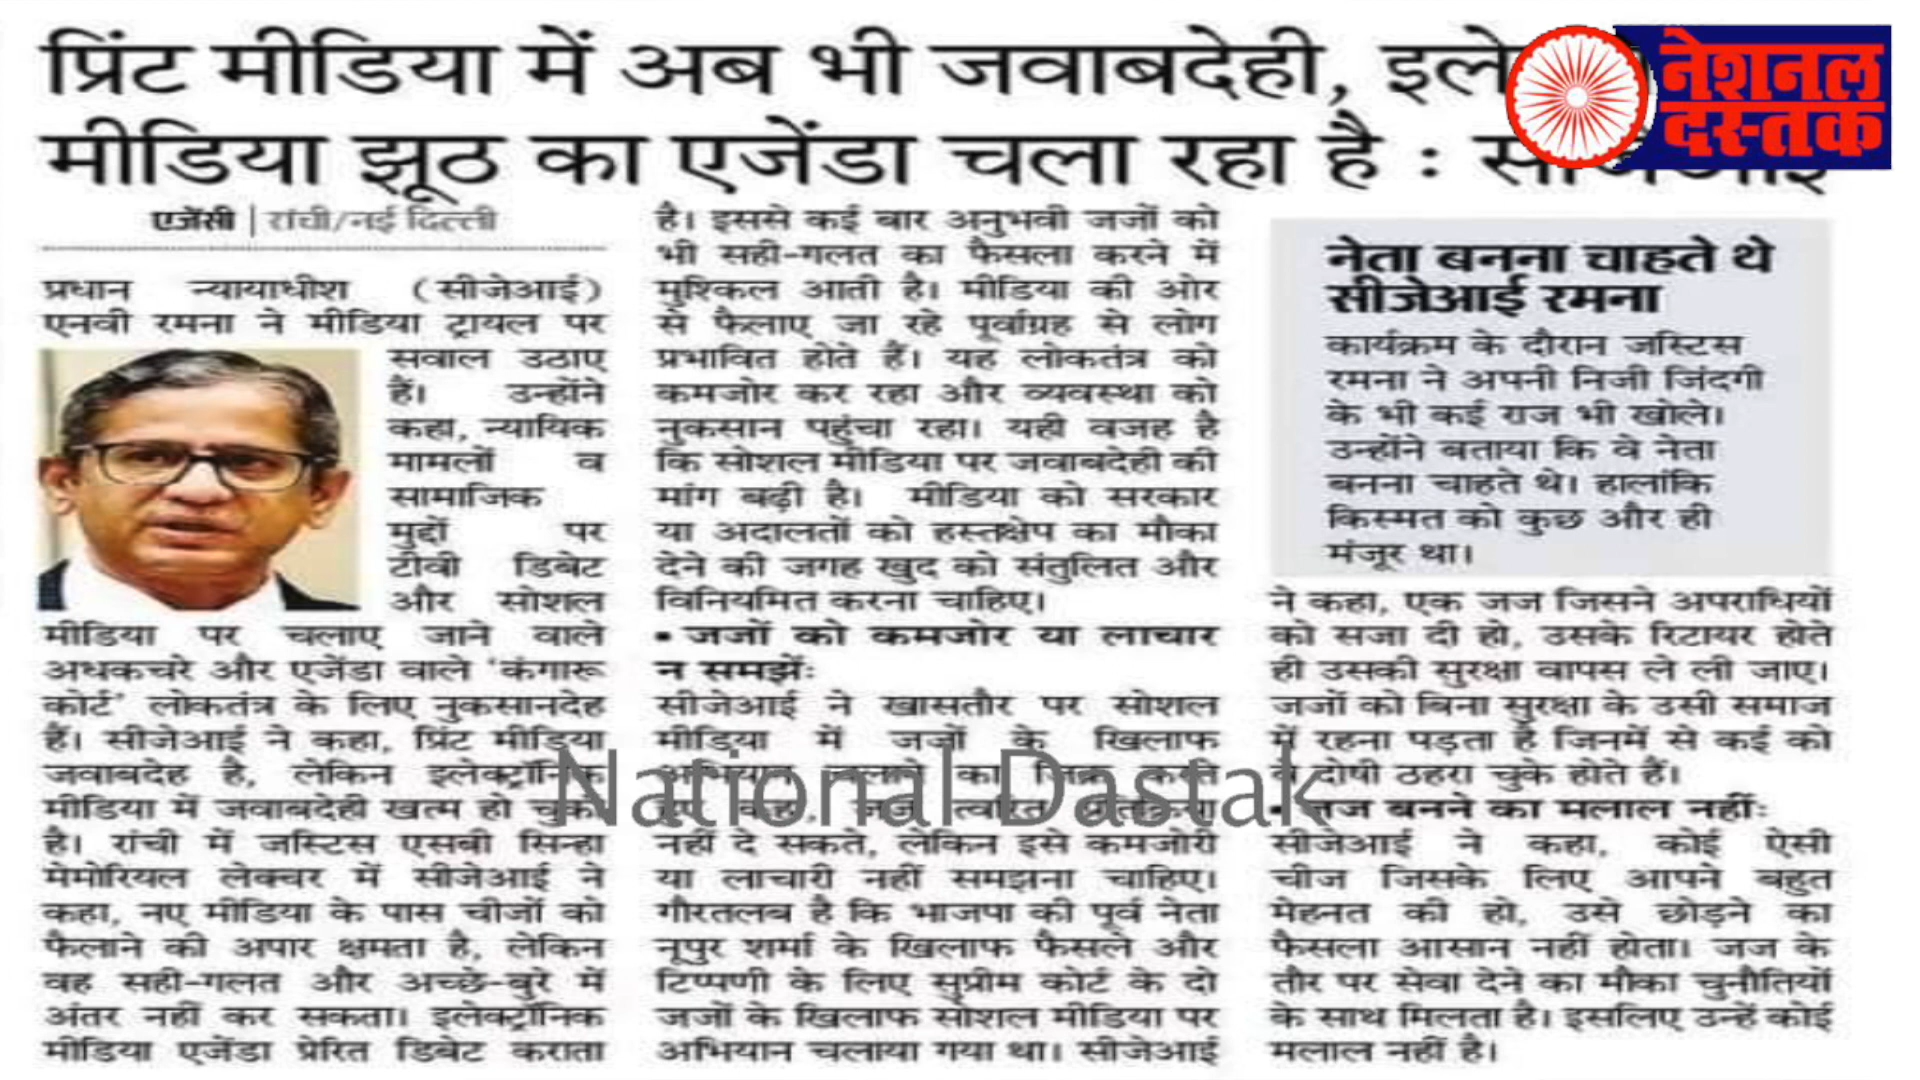 प्रिंट मीडिया में अब भी जवाबदेही,
मीडिया झूठ का एजेंडा चला रहा है :
नेशनल
दस्तक
एजेंसी | रांची/नई दिल्ली
प्रधान न्यायाधीश (सीजेआई)
एनवी रमना ने मीडिया ट्रायल पर
सवाल उठाए
हैं। उन्होंने
कहा, न्यायिक
मामलों व
सामाजिक
मुद्दों पर
टीवी डिबेट
और सोशल
मीडिया पर चलाए जाने वाले
अधकचरे और एजेंडा वाले 'कंगारू
कोर्ट' लोकतंत्र के लिए नुकसानदेह
हैं। सीजेआई ने कहा, प्रिंट मीडिया
जवाबदेह है, लेकिन इलेक्ट्रॉनिक
मीडिया में जवाबदेही खत्म हो चुकी
है। रांची में जस्टिस एसबी सिन्हा
मेमोरियल लेक्चर में सीजेआई ने
कहा, नए मीडिया के पास चीजों को
फैलाने की अपार क्षमता है, लेकिन
वह सही-गलत और अच्छे-बुरे में
अंतर नहीं कर सकता। इलेक्ट्रॉनिक
मीडिया एजेंडा प्रेरित डिबेट कराता
है। इससे कई बार अनुभवी जजों को
भी सही-गलत का फैसला करने में
मुश्किल आती है। मीडिया की ओर
से फैलाए जा रहे पूर्वाग्रह से लोग
प्रभावित होते हैं। यह लोकतंत्र को
कमजोर कर रहा और व्यवस्था को
नुकसान पहुंचा रहा। यही वजह है
कि सोशल मीडिया पर जवाबदेही की
मांग बढ़ी है। मीडिया को सरकार
या अदालतों को हस्तक्षेप का मौका
देने की जगह खुद को संतुलित और
विनियमित करना चाहिए।
• जजों को कमजोर या लाचार
न समझें:
सीजेआई ने खासतौर पर सोशल
मीडिया में जजों के खिलाफ
अभियान चलाने का जिक्र करते
कहा, जज त्वरित प्रतिक्रिया
नहीं दे सकते, लेकिन इसे कमजोरी
या लाचारी नहीं समझना चाहिए।
गौरतलब है कि भाजपा की पूर्व नेता
नूपुर शर्मा के खिलाफ फैसले और
टिप्पणी के लिए सुप्रीम कोर्ट के दो
जजों के खिलाफ सोशल मीडिया पर
अभियान चलाया गया था। सीजेआई
नेता बनना चाहते थे
सीजेआई रमना
कार्यक्रम के दौरान जस्टिस
रमना ने अपनी निजी जिंदगी
के भी कई राज भी खोले।
उन्होंने बताया कि वे नेता
बनना चाहते थे। हालांकि
किस्मत को कुछ और ही
मंजूर था।
ने कहा, एक जज जिसने अपराधियों
को सजा दी हो, उसके रिटायर होते
ही उसकी सुरक्षा वापस ले ली जाए।
जजों को बिना सुरक्षा के उसी समाज
में रहना पड़ता है जिनमें से कई को
वे दोषी ठहरा चुके होते हैं।
जज बनने का मलाल नहीं:
सीजेआई ने कहा, कोई ऐसी
चीज जिसके लिए आपने बहुत
मेहनत की हो, उसे छोड़ने का
फैसला आसान नहीं होता। जज के
तौर पर सेवा देने का मौका चुनौतियों
के साथ मिलता है। इसलिए उन्हें कोई
मलाल नहीं है।
National Dastak